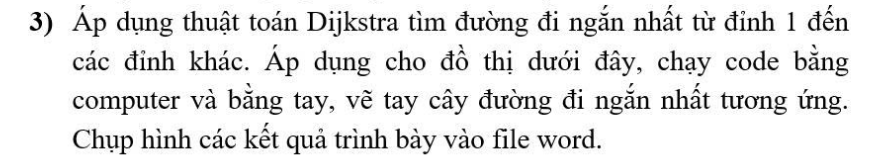 3) Áp dụng thuật toán Dijkstra tìm đường đi ngắn nhất từ đỉnh 1 đến
các đỉnh khác. Áp dụng cho đồ thị dưới đây, chạy code bằng
computer và bằng tay, vẽ tay cây đường đi ngắn nhất tương ứng.
Chụp hình các kết quả trình bày vào file word.